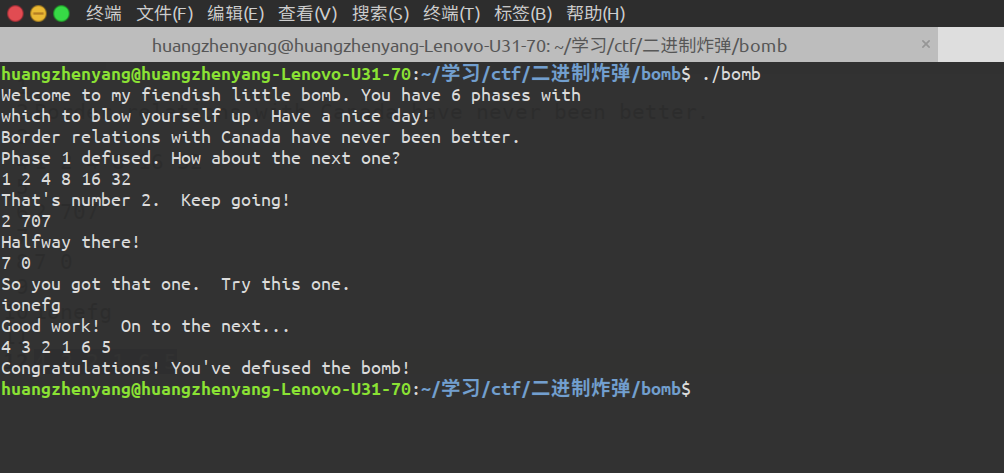 终端 文件(F) 编辑(E) 查看(V) 搜索(S) 终端(T) 标签(B) 帮助(H)
huangzhenyang@huangzhenyang-Lenovo-U31-70: ~/学习/ctf/二进制炸弹/bomb ×
huangzhenyang@huangzhenyang-Lenovo-U31-70:~/学习/ctf/二进制炸弹/bomb$ ./bomb
Welcome to my fiendish little bomb. You have 6 phases with
which to blow yourself up. Have a nice day!
Border relations with Canada have never been better.
Phase 1 defused. How about the next one?
1 2 4 8 16 32
That's number 2.  Keep going!
2 707
Halfway there!
7 0
So you got that one.  Try this one.
ionefg
Good work!  On to the next...
4 3 2 1 6 5
Congratulations! You've defused the bomb!
huangzhenyang@huangzhenyang-Lenovo-U31-70:~/学习/ctf/二进制炸弹/bomb$